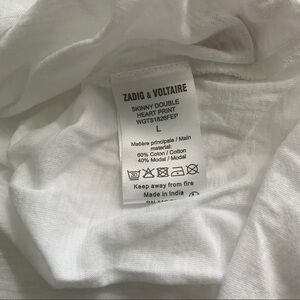 ZADIG & VOLTAIRE
SKINNY DOUBLE
HEART PRINT
WGTS1826FEP
L
Matière principale / Main
material:
60% Coton / Cotton
40% Modal / Modal
Keep away from fire
Made in India